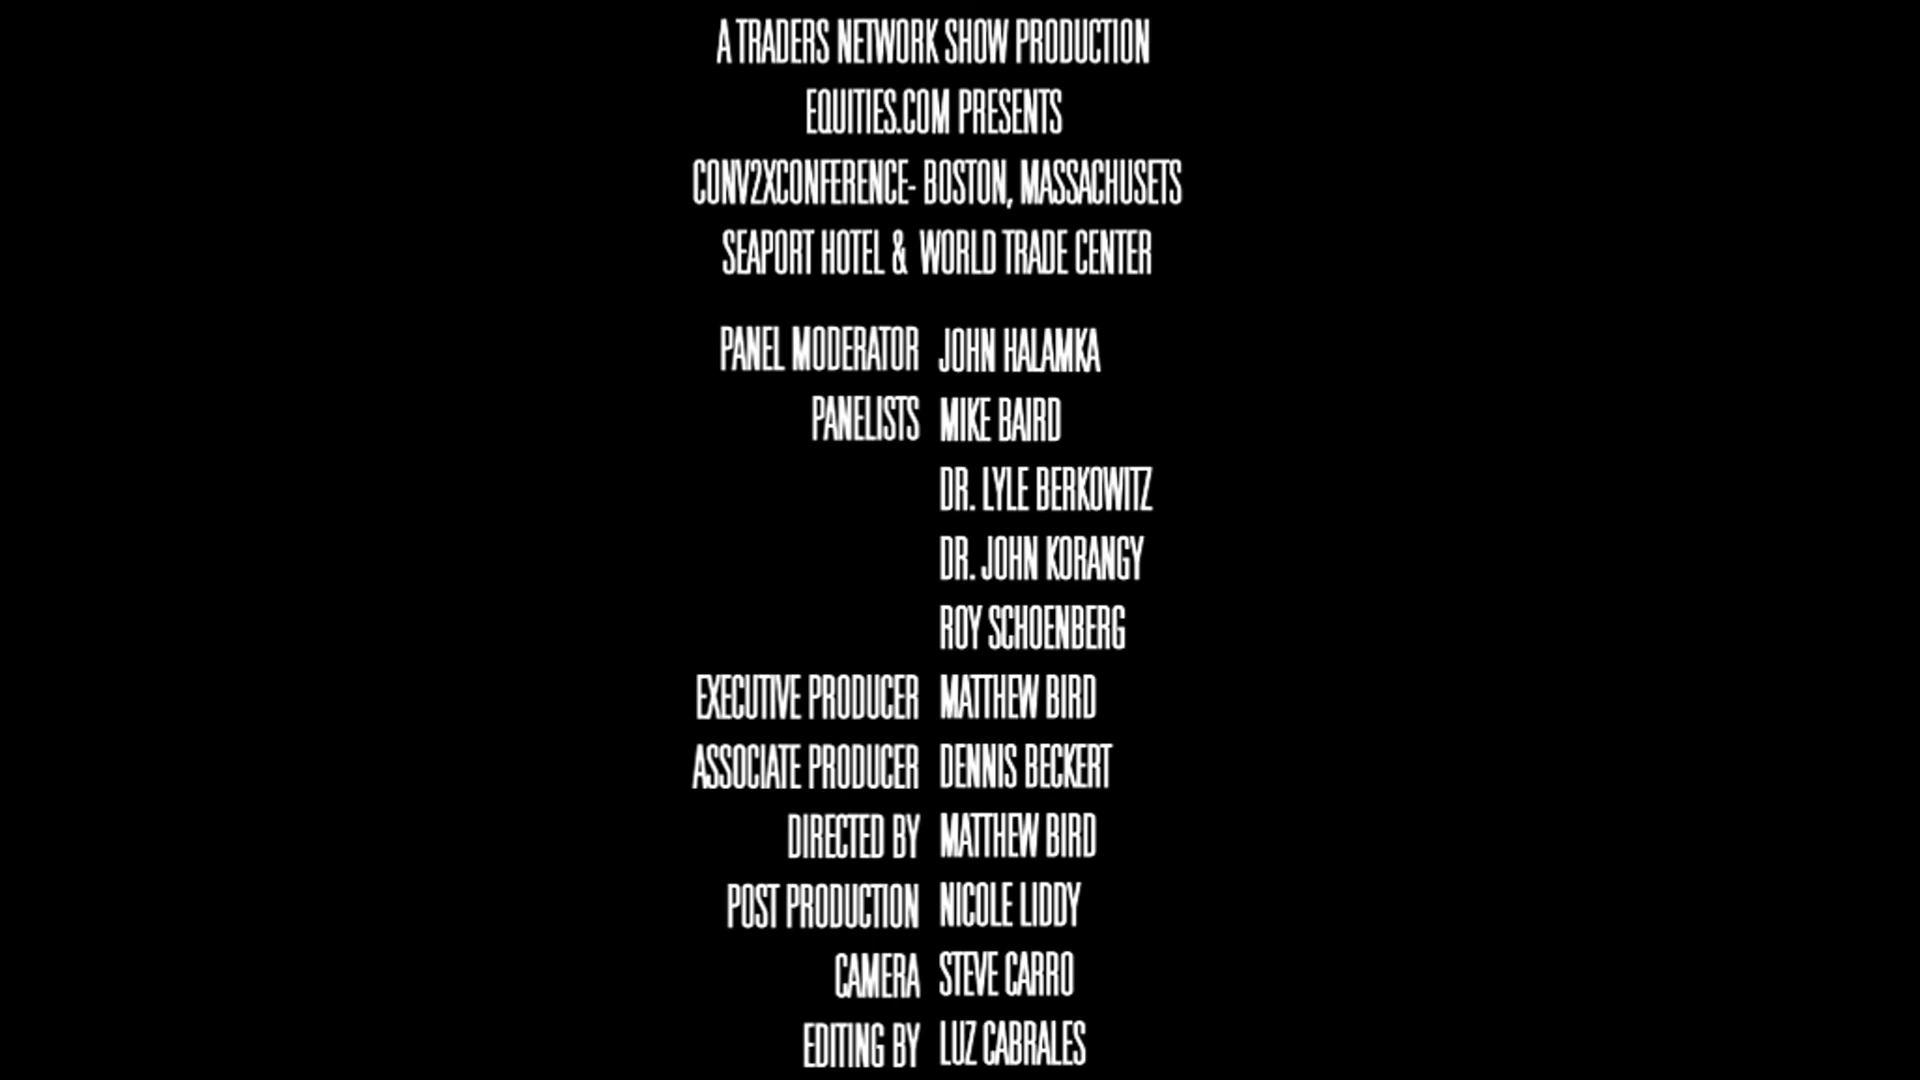 A TRADERS NETWORK SHOW PRODUCTION
EQUITIES.COM PRESENTS
CONV2XCONFERENCE- BOSTON, MASSACHUSETS
SEAPORT HOTEL & WORLD TRADE CENTER
PANEL MODERATOR JOHN HALAMKA
PANELISTS MIKE BAIRD
DR. LYLE BERKOWITZ
DR. JOHN KORANGY
ROY SCHOENBERG
EXECUTIVE PRODUCER MATTHEW BIRD
ASSOCIATE PRODUCER DENNIS BECKERT
DIRECTED BY MATTHEW BIRD
POST PRODUCTION NICOLE LIDDY
CAMERA STEVE CARRO
EDITING BY LUZ CABRALES